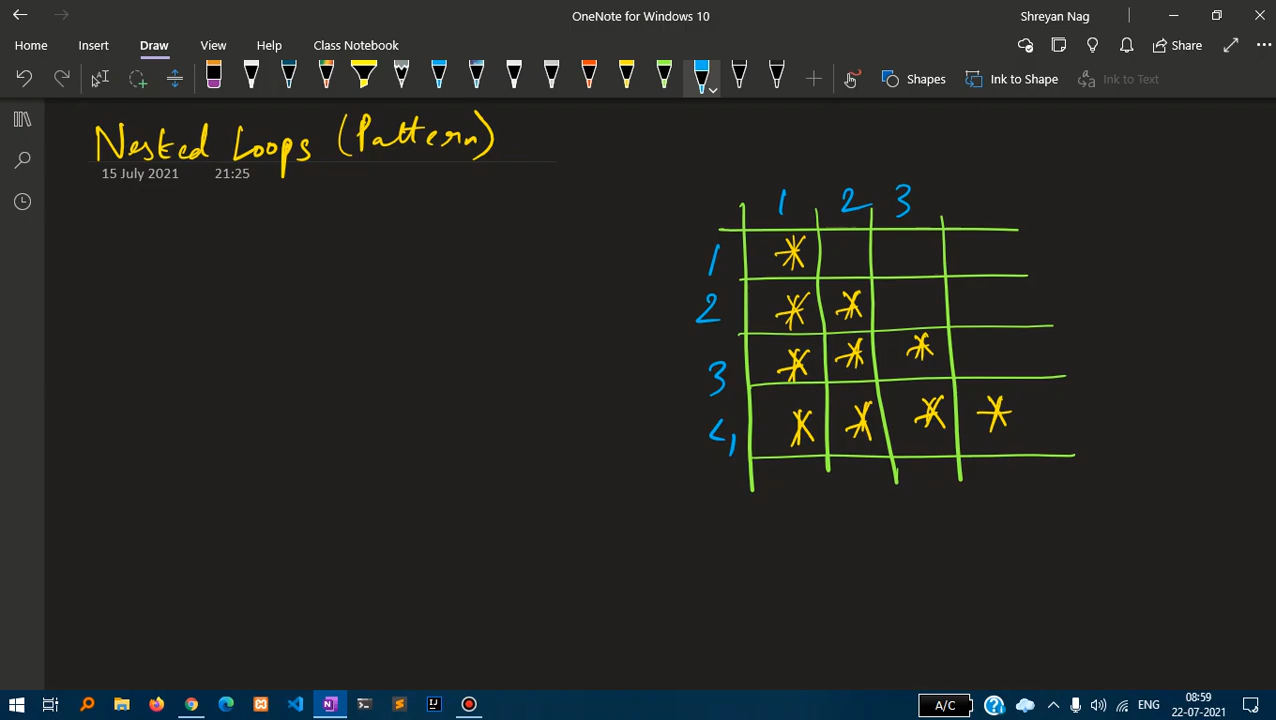 OneNote for Windows 10
Shreyan Nag
Home Insert Draw View Help Class Notebook
Share
Shapes Ink to Shape Ink to Text
Nested Loops (Pattern)
15 July 2021 21:25
1 2 3
1 *
2 * *
3 * * *
4 * * * *
A/C
?
ENG
08:59
22-07-2021